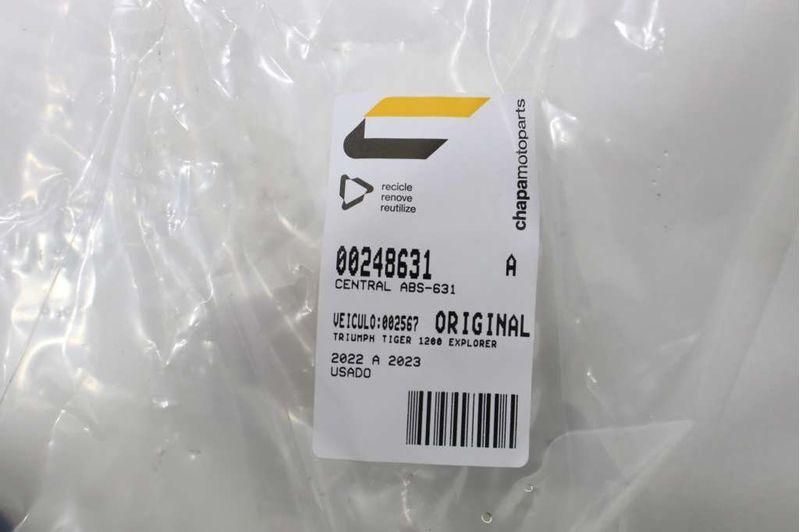 chapamotoparts
recicle
renove
reutilize
00248631 A
CENTRAL ABS-631
VEICULO:002567 ORIGINAL
TRIUMPH TIGER 1200 EXPLORER
2022 A 2023
USADO